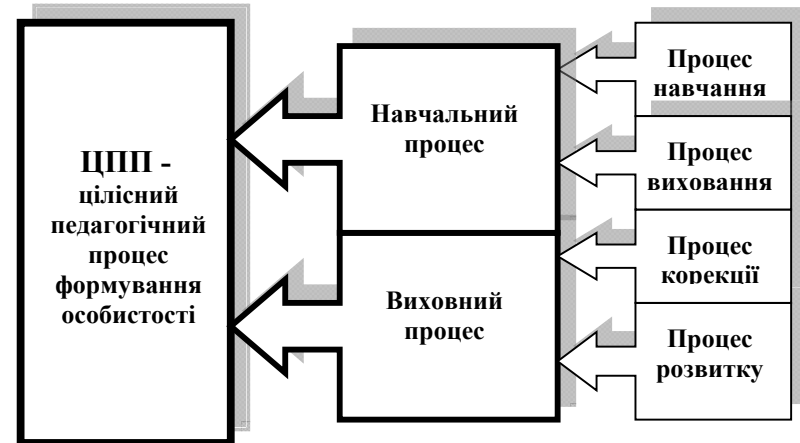 ЦПП -
цілісний
педагогічний
процес
формування
особистості
Навчальний
процес
Виховний
процес
Процес
навчання
Процес
виховання
Процес
корекції
Процес
розвитку